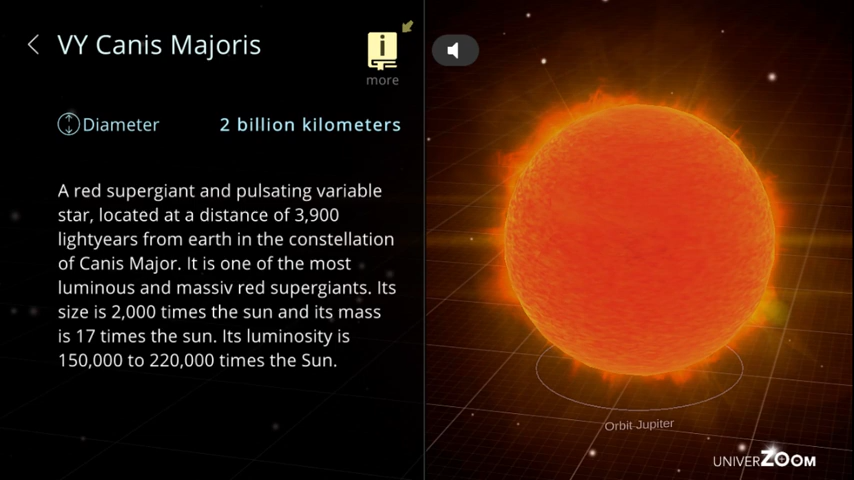 VY Canis Majoris
i
more
Diameter 2 billion kilometers
A red supergiant and pulsating variable
star, located at a distance of 3,900
lightyears from earth in the constellation
of Canis Major. It is one of the most
luminous and massiv red supergiants. Its
size is 2,000 times the sun and its mass
is 17 times the sun. Its luminosity is
150,000 to 220,000 times the Sun.
Orbit Jupiter
UNIVERZOOM